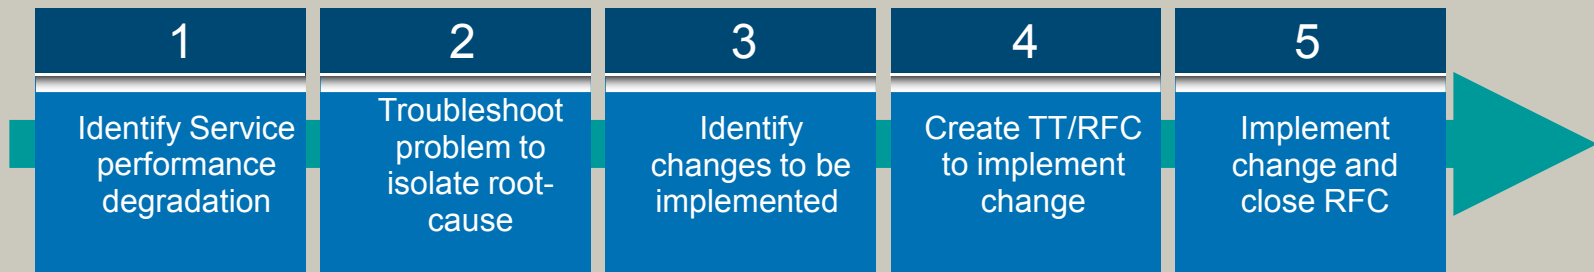 1
Identify Service
performance
degradation
2
Troubleshoot
problem to
isolate root-
cause
3
Identify
changes to be
implemented
4
Create TT/RFC
to implement
change
5
Implement
change and
close RFC